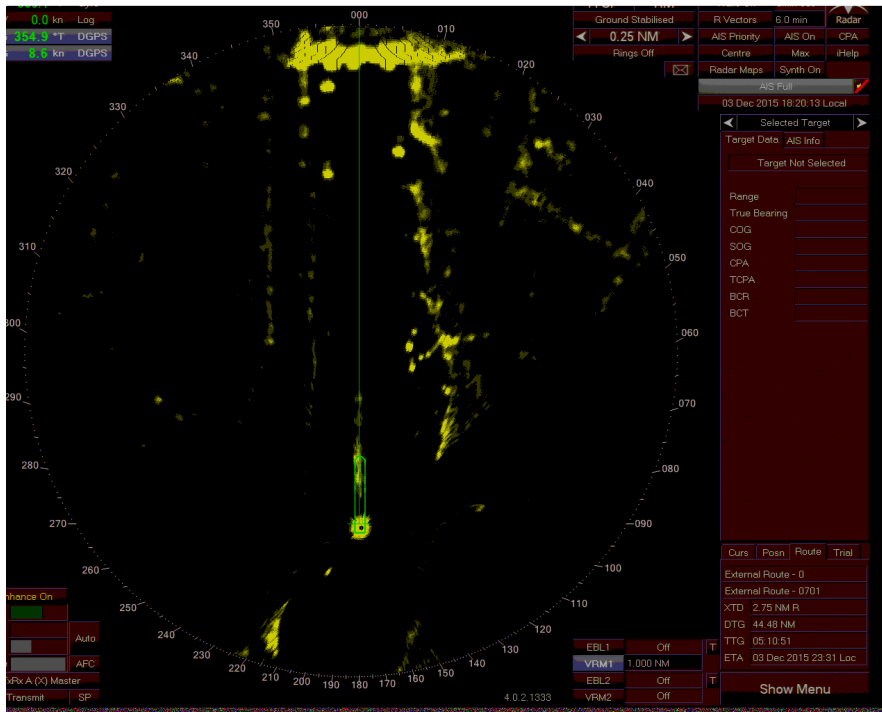 350
000
010
340
020
330
030
320
040
310
050
300
060
290
070
280
080
270
090
260
100
250
110
240
120
230
130
220
140
210
150
200
190
180
170
160
0.0 kn Log
354.9 °T DGPS
8.6 kn DGPS
Ground Stabilised
0.25 NM
Rings Off
R Vectors 6.0 min Radar
AIS Priority AIS On CPA
Centre Max iHelp
Radar Maps Synth On
AIS Full
03 Dec 2015 18:20:13 Local
Selected Target
Target Data AIS Info
Target Not Selected
Range
True Bearing
COG
SOG
CPA
TCPA
BCR
BCT
Curs Posn Route Trial
External Route - 0
External Route - 0701
XTD 2.75 NM R
DTG 44.48 NM
TTG 05:10:51
ETA 03 Dec 2015 23:31 Loc
Show Menu
nhance On
Auto
AFC
xRx A (X) Master
Transmit SP
4.0.2.1333
EBL1 Off T
VRM1 1.000 NM
EBL2 Off T
VRM2 Off